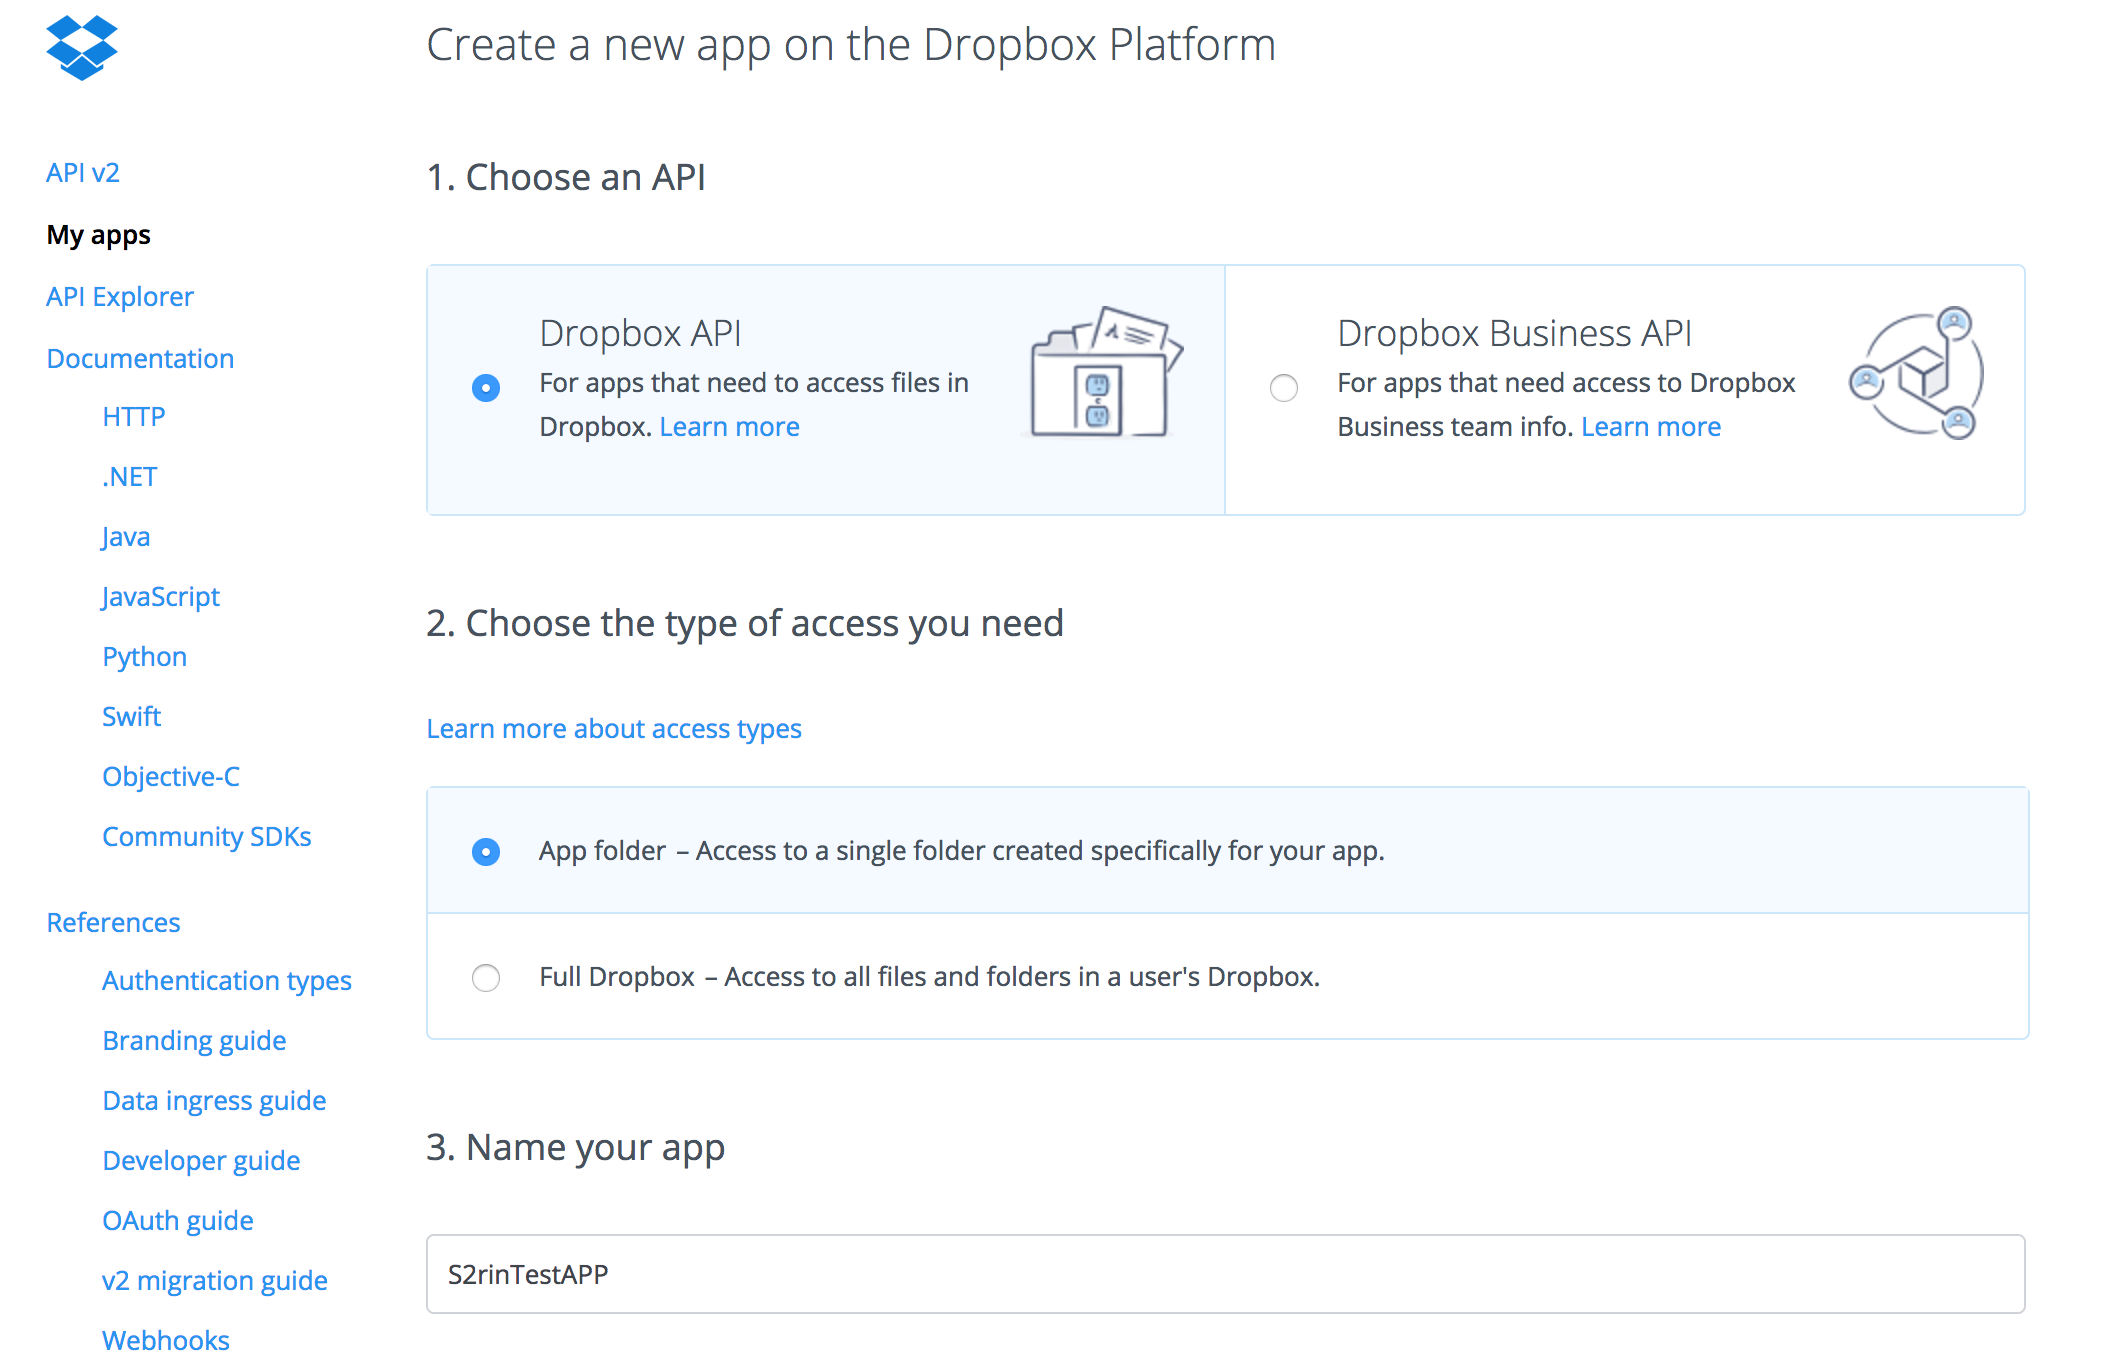 Create a new app on the Dropbox Platform
API v2
My apps
API Explorer
Documentation
HTTP
.NET
Java
JavaScript
Python
Swift
Objective-C
Community SDKs
References
Authentication types
Branding guide
Data ingress guide
Developer guide
OAuth guide
v2 migration guide
Webhooks
1. Choose an API
Dropbox API
For apps that need to access files in
Dropbox. Learn more
Dropbox Business API
For apps that need access to Dropbox
Business team info. Learn more
2. Choose the type of access you need
Learn more about access types
App folder – Access to a single folder created specifically for your app.
Full Dropbox – Access to all files and folders in a user's Dropbox.
3. Name your app
S2rinTestAPP